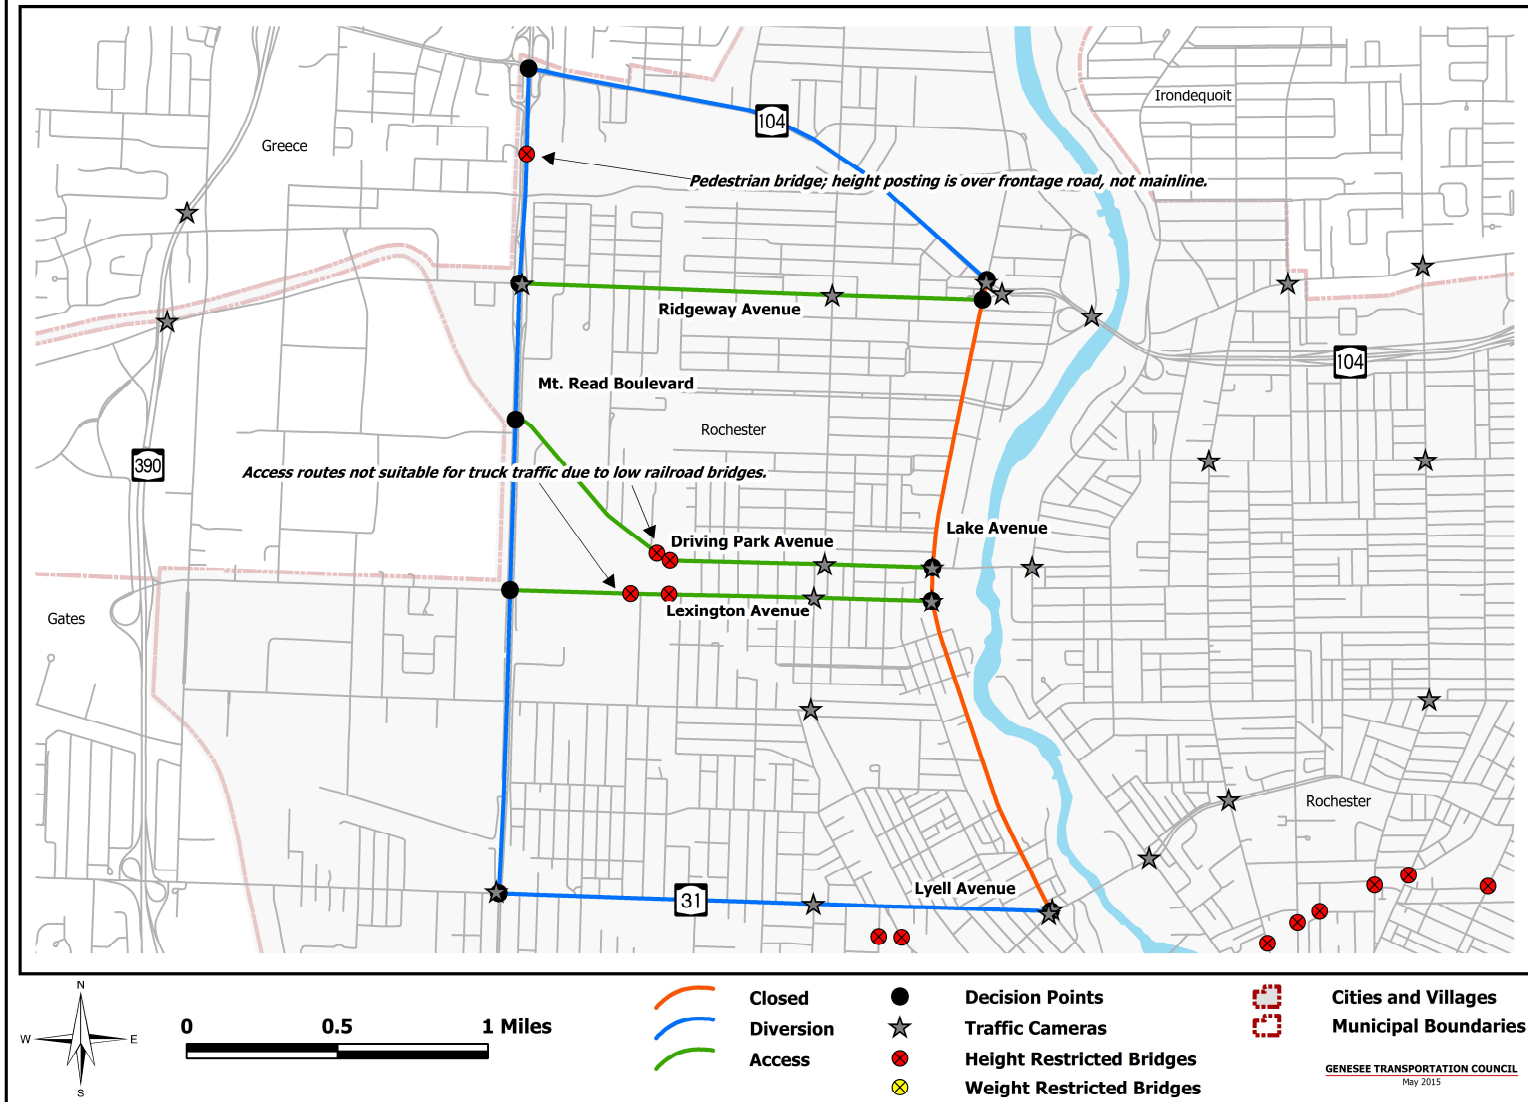 Irondequoit
104
Greece
Pedestrian bridge; height posting is over frontage road, not mainline.
Ridgeway Avenue
104
Mt. Read Boulevard
Rochester
390
Access routes not suitable for truck traffic due to low railroad bridges.
Lake Avenue
Driving Park Avenue
Lexington Avenue
Gates
Rochester
Lyell Avenue
31
N
W E
S
0 0.5 1 Miles
Closed
Diversion
Access
Decision Points
Traffic Cameras
Height Restricted Bridges
Weight Restricted Bridges
Cities and Villages
Municipal Boundaries
GENESEE TRANSPORTATION COUNCIL
May 2015